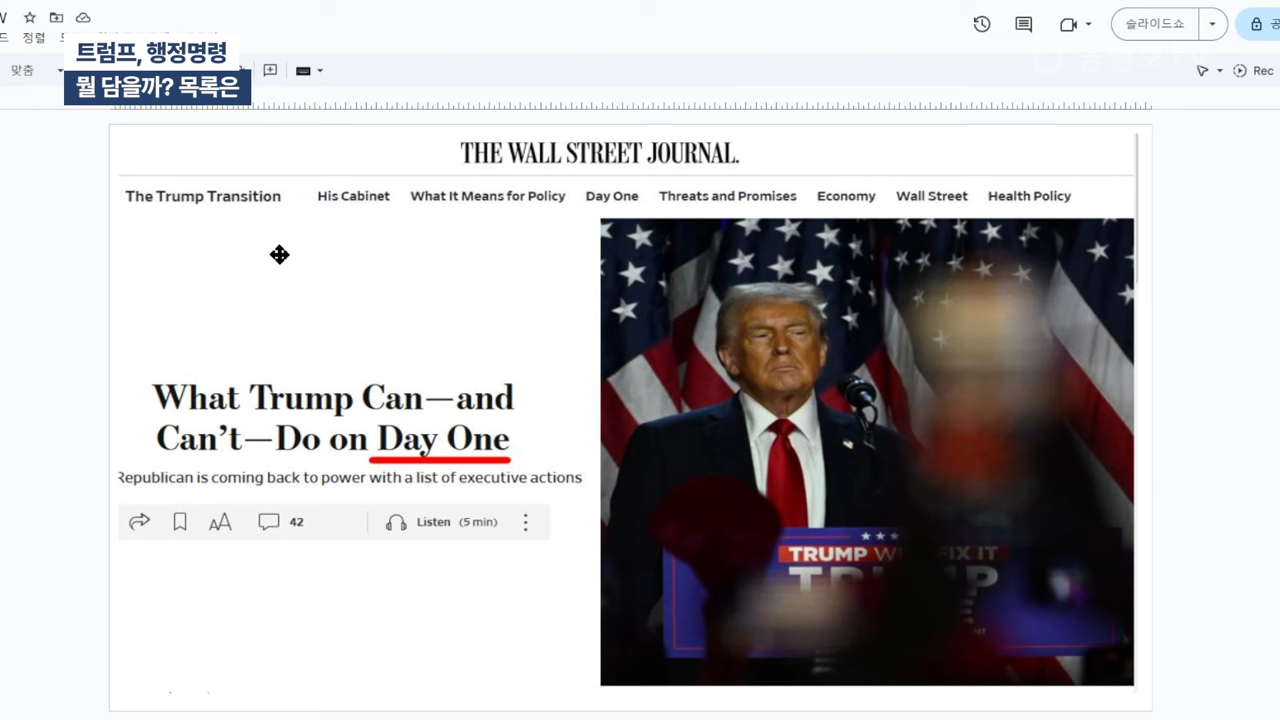 정렬
트럼프, 행정명령
슬라이드쇼
맞춤
뭘 담을까? 목록은
Rec
THE WALL STREET JOURNAL.
The Trump Transition His Cabinet What It Means for Policy Day One Threats and Promises Economy Wall Street Health Policy
What Trump Can—and
Can't—Do on Day One
Republican is coming back to power with a list of executive actions
42 Listen (5 min)
TRUMP FIX IT